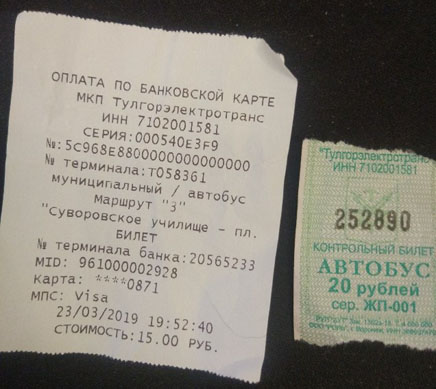 ОПЛАТА ПО БАНКОВСКОЙ КАРТЕ
МКП Тулгорэлектротранс
ИНН 7102001581
СЕРИЯ:000540E3F9
№:5C968E8800000000000000
№ терминала:T058361
муниципальный / автобус
Маршрут "3"
"Суворовское училище - пл.
БИЛЕТ
№ терминала банка:20565233
MID: 961000002928
Карта: ****0871
МПС: Visa
23/03/2019 19:52:40
СТОИМОСТЬ:15.00 РУБ.
"Тулгорэлектротранс"
ИНН 7102001581
252890
КОНТРОЛЬНЫЙ БИЛЕТ
АВТОБУС
20 рублей
сер. ЖП-001